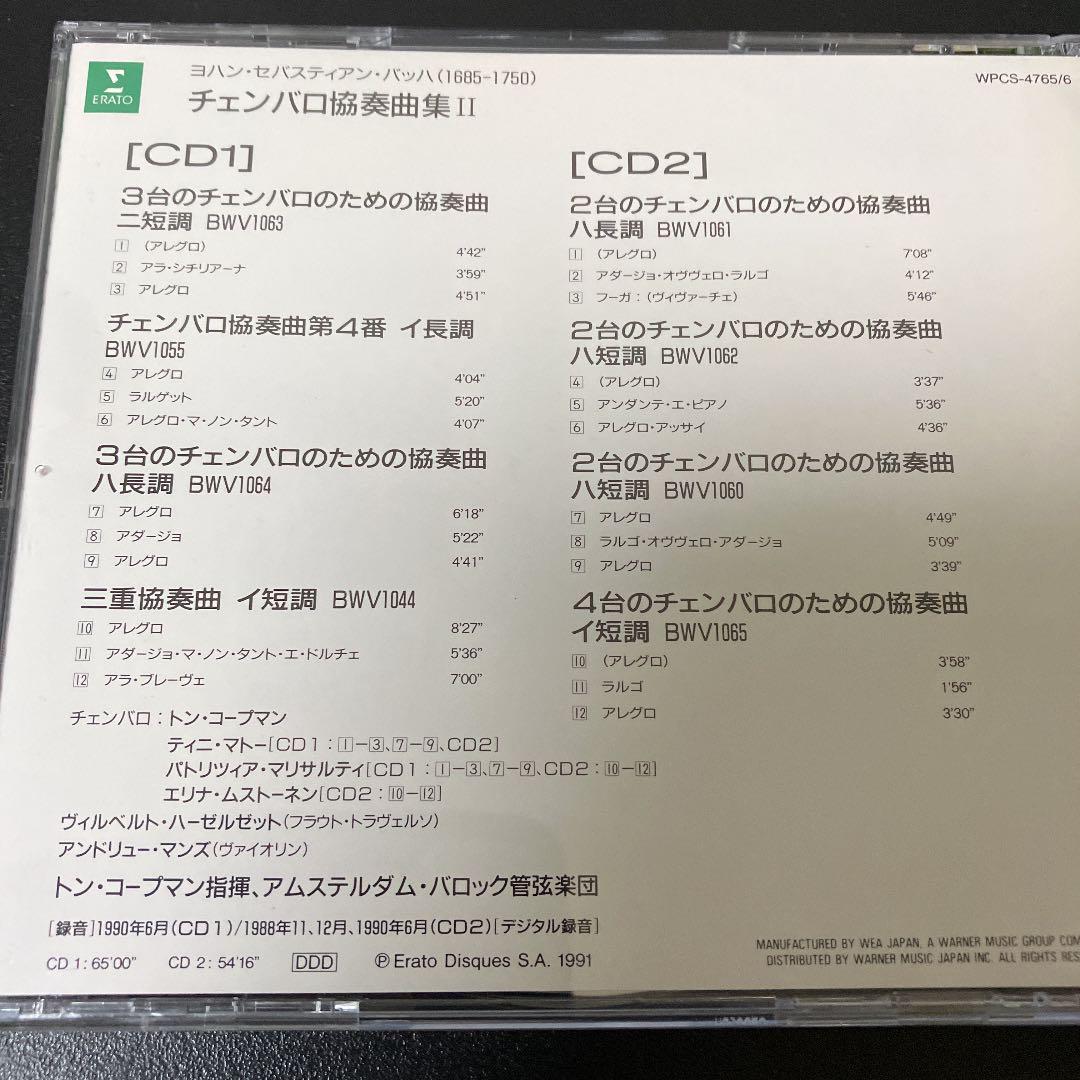 ERATO
ヨハン・セバスティアン・バッハ(1685-1750)
WPCS-4765/6
チェンバロ協奏曲集II
[CD1]
3台のチェンバロのための協奏曲
ニ短調 BWV1063
1 (アレグロ) 4'42"
2 アラ・シチリアーナ 3'59"
3 アレグロ 4'51"
チェンバロ協奏曲第4番 イ長調
BWV1055
4 アレグロ 4'04"
5 ラルゲット 5'20"
6 アレグロ・マ・ノン・タント 4'07"
3台のチェンバロのための協奏曲
ハ長調 BWV1064
7 アレグロ 6'18"
8 アダージョ 5'22"
9 アレグロ 4'41"
三重協奏曲 イ短調 BWV1044
10 アレグロ 8'27"
11 アダージョ・マ・ノン・タント・エ・ドルチェ 5'36"
12 アラ・ブレーヴェ 7'00"
[CD2]
2台のチェンバロのための協奏曲
ハ長調 BWV1061
1 (アレグロ) 7'08"
2 アダージョ・オヴヴェロ・ラルゴ 4'12"
3 フーガ:(ヴィヴァーチェ) 5'46"
2台のチェンバロのための協奏曲
ハ短調 BWV1062
4 (アレグロ) 3'37"
5 アンダンテ・エ・ピアノ 5'36"
6 アレグロ・アッサイ 4'36"
2台のチェンバロのための協奏曲
ハ短調 BWV1060
7 アレグロ 4'49"
8 ラルゴ・オヴヴェロ・アダージョ 5'09"
9 アレグロ 3'39"
4台のチェンバロのための協奏曲
イ短調 BWV1065
10 (アレグロ) 3'58"
11 ラルゴ 1'56"
12 アレグロ 3'30"
チェンバロ:トン・コープマン
ティニ・マトー[CD1:1-3、7-9、CD2]
パトリツィア・マリサルディ[CD1:1-3、7-9、CD2:10-12]
エリナ・ムストーネン[CD2:10-12]
ヴィルベルト・ハーゼルゼット(フラウト・トラヴェルソ)
アンドリュー・マンズ(ヴァイオリン)
トン・コープマン指揮、アムステルダム・バロック管弦楽団
[録音]1990年6月(CD1)/1988年11、12月、1990年6月(CD2)[デジタル録音]
CD 1:65'00" CD 2:54'16" DDD ℗Erato Disques S.A. 1991
MANUFACTURED BY WEA JAPAN, A WARNER MUSIC GROUP
DISTRIBUTED BY WARNER MUSIC JAPAN INC. ALL RIGHTS